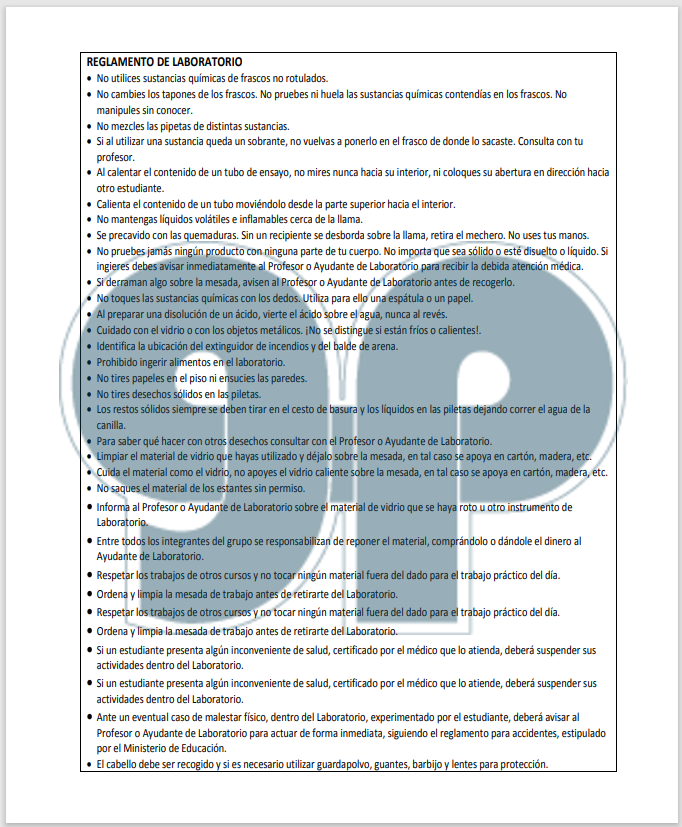 REGLAMENTO DE LABORATORIO
• No utilices sustancias químicas de frascos no rotulados.
• No cambies los tapones de los frascos. No pruebes ni huela las sustancias químicas contendías en los frascos. No
manipules sin conocer.
• No mezcles las pipetas de distintas sustancias.
• Si al utilizar una sustancia queda un sobrante, no vuelvas a ponerlo en el frasco de donde lo sacaste. Consulta con tu
profesor.
• Al calentar el contenido de un tubo de ensayo, no mires nunca hacia su interior, ni coloques su abertura en dirección hacia
otro estudiante.
• Calienta el contenido de un tubo moviéndolo desde la parte superior hacia el interior.
• No mantengas líquidos volátiles e inflamables cerca de la llama.
• Se precavido con las quemaduras. Sin un recipiente se desborda sobre la llama, retira el mechero. No uses tus manos.
• No pruebes jamás ningún producto con ninguna parte de tu cuerpo. No importa que sea sólido o esté disuelto o líquido. Si
ingieres debes avisar inmediatamente al Profesor o Ayudante de Laboratorio para recibir la debida atención médica.
• Si derraman algo sobre la mesada, avisen al Profesor o Ayudante de Laboratorio antes de recogerlo.
• No toques las sustancias químicas con los dedos. Utiliza para ello una espátula o un papel.
• Al preparar una disolución de un ácido, vierte el ácido sobre el agua, nunca al revés.
• Cuidado con el vidrio o con los objetos metálicos. ¡No se distingue si están fríos o calientes!.
• Identifica la ubicación del extinguidor de incendios y del balde de arena.
• Prohibido ingerir alimentos en el laboratorio.
• No tires papeles en el piso ni ensucies las paredes.
• No tires desechos sólidos en las piletas.
• Los restos sólidos siempre se deben tirar en el cesto de basura y los líquidos en las piletas dejando correr el agua de la
canilla.
• Para saber qué hacer con otros desechos consultar con el Profesor o Ayudante de Laboratorio.
• Limpiar el material de vidrio que hayas utilizado y déjalo sobre la mesada, en tal caso se apoya en cartón, madera, etc.
• Cuida el material como el vidrio, no apoyes el vidrio caliente sobre la mesada, en tal caso se apoya en cartón, madera, etc.
• No saques el material de los estantes sin permiso.
• Informa al Profesor o Ayudante de Laboratorio sobre el material de vidrio que se haya roto u otro instrumento de
Laboratorio.
• Entre todos los integrantes del grupo se responsabilizan de reponer el material, comprándolo o dándole el dinero al
Ayudante de Laboratorio.
• Respetar los trabajos de otros cursos y no tocar ningún material fuera del dado para el trabajo práctico del día.
• Ordena y limpia la mesada de trabajo antes de retirarte del Laboratorio.
• Respetar los trabajos de otros cursos y no tocar ningún material fuera del dado para el trabajo práctico del día.
• Ordena y limpia la mesada de trabajo antes de retirarte del Laboratorio.
• Si un estudiante presenta algún inconveniente de salud, certificado por el médico que lo atienda, deberá suspender sus
actividades dentro del Laboratorio.
• Si un estudiante presenta algún inconveniente de salud, certificado por el médico que lo atiende, deberá suspender sus
actividades dentro del Laboratorio.
• Ante un eventual caso de malestar físico, dentro del Laboratorio, experimentado por el estudiante, deberá avisar al
Profesor o Ayudante de Laboratorio para actuar de forma inmediata, siguiendo el reglamento para accidentes, estipulado
por el Ministerio de Educación.
• El cabello debe ser recogido y si es necesario utilizar guardapolvo, guantes, barbijo y lentes para protección.